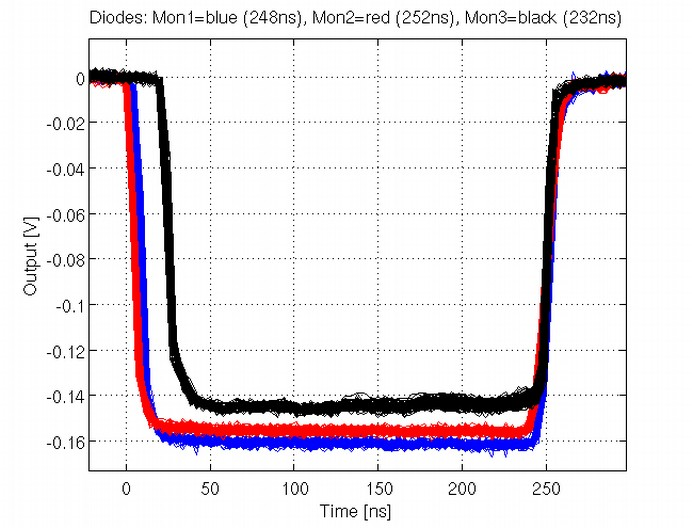 Diodes: Mon1=blue (248ns), Mon2=red (252ns), Mon3=black (232ns)
0
-0.02
-0.04
-0.06
-0.08
-0.1
-0.12
-0.14
-0.16
Output [V]
0 50 100 150 200 250
Time [ns]